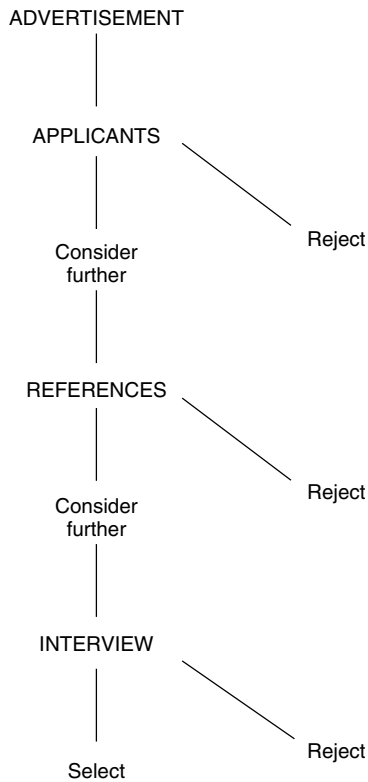 ADVERTISEMENT
APPLICANTS
Reject
Consider
further
REFERENCES
Reject
Consider
further
INTERVIEW
Reject
Select